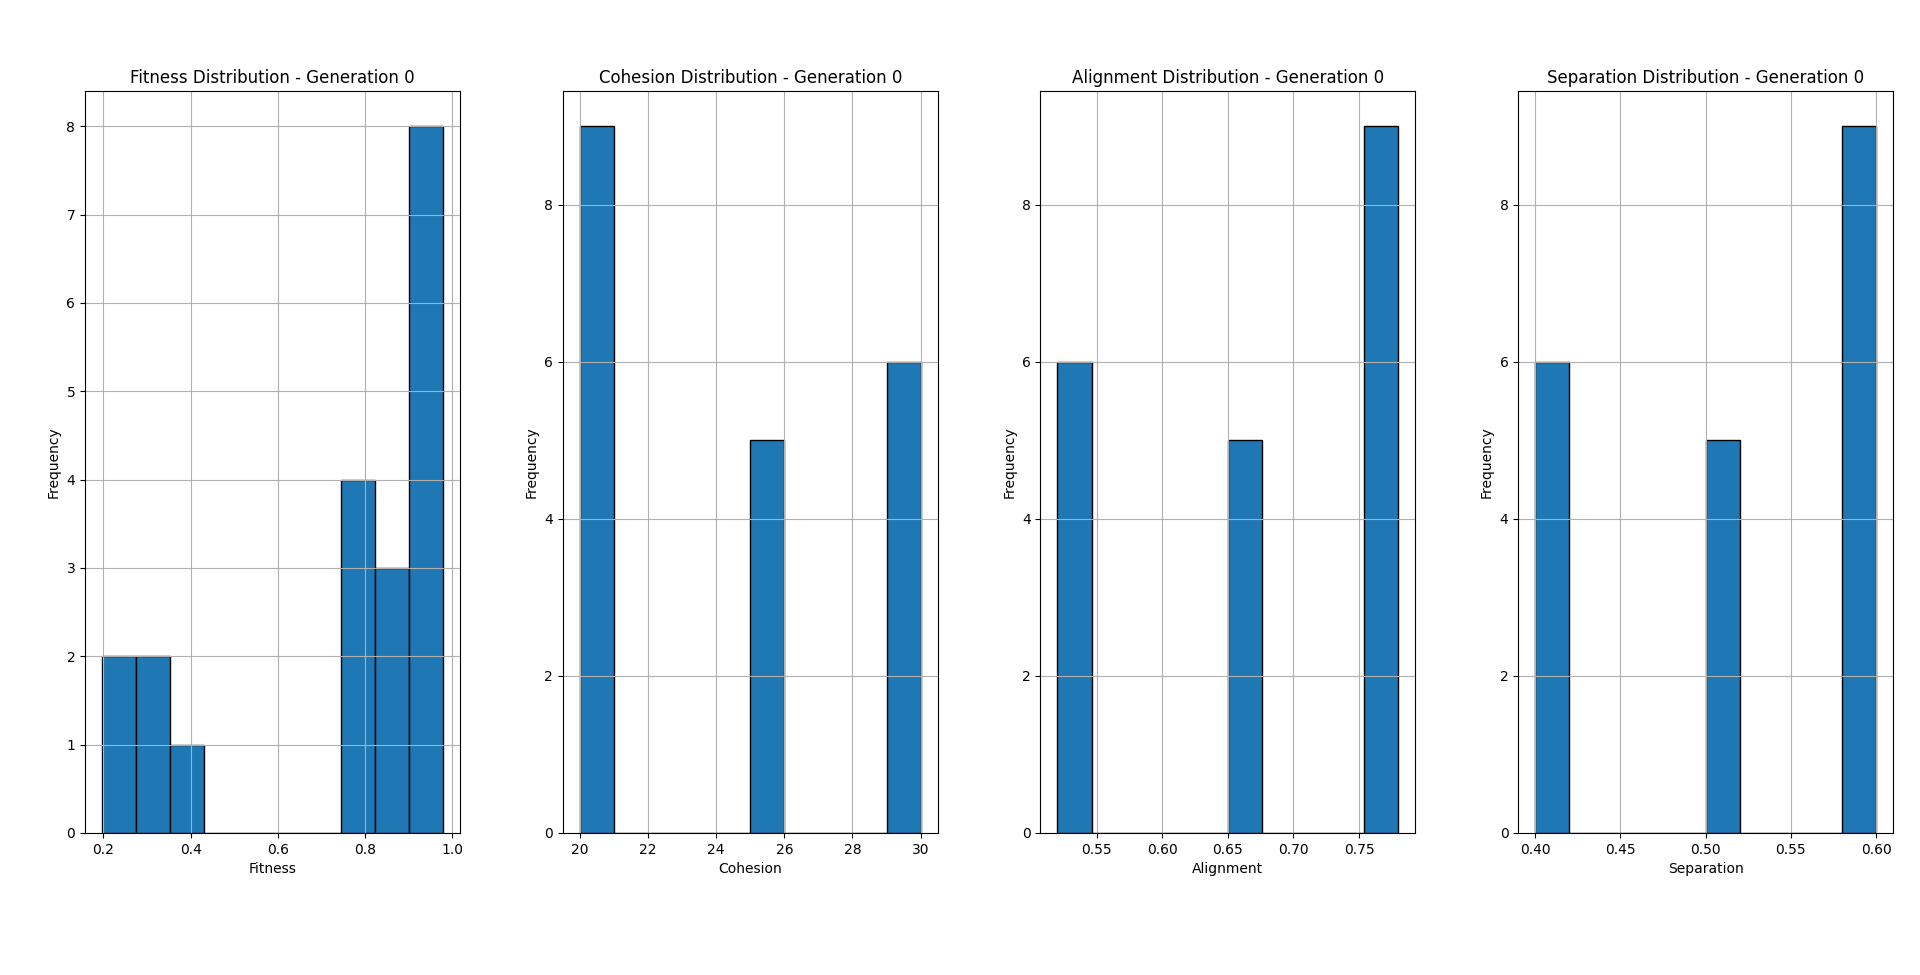 Fitness Distribution - Generation 0
8
7
6
5
4
3
2
1
0
Frequency
0.2 0.4 0.6 0.8 1.0
Fitness
Cohesion Distribution - Generation 0
8
6
4
2
0
Frequency
20 22 24 26 28 30
Cohesion
Alignment Distribution - Generation 0
8
6
4
2
0
Frequency
0.55 0.60 0.65 0.70 0.75
Alignment
Separation Distribution - Generation 0
8
6
4
2
0
Frequency
0.40 0.45 0.50 0.55 0.60
Separation